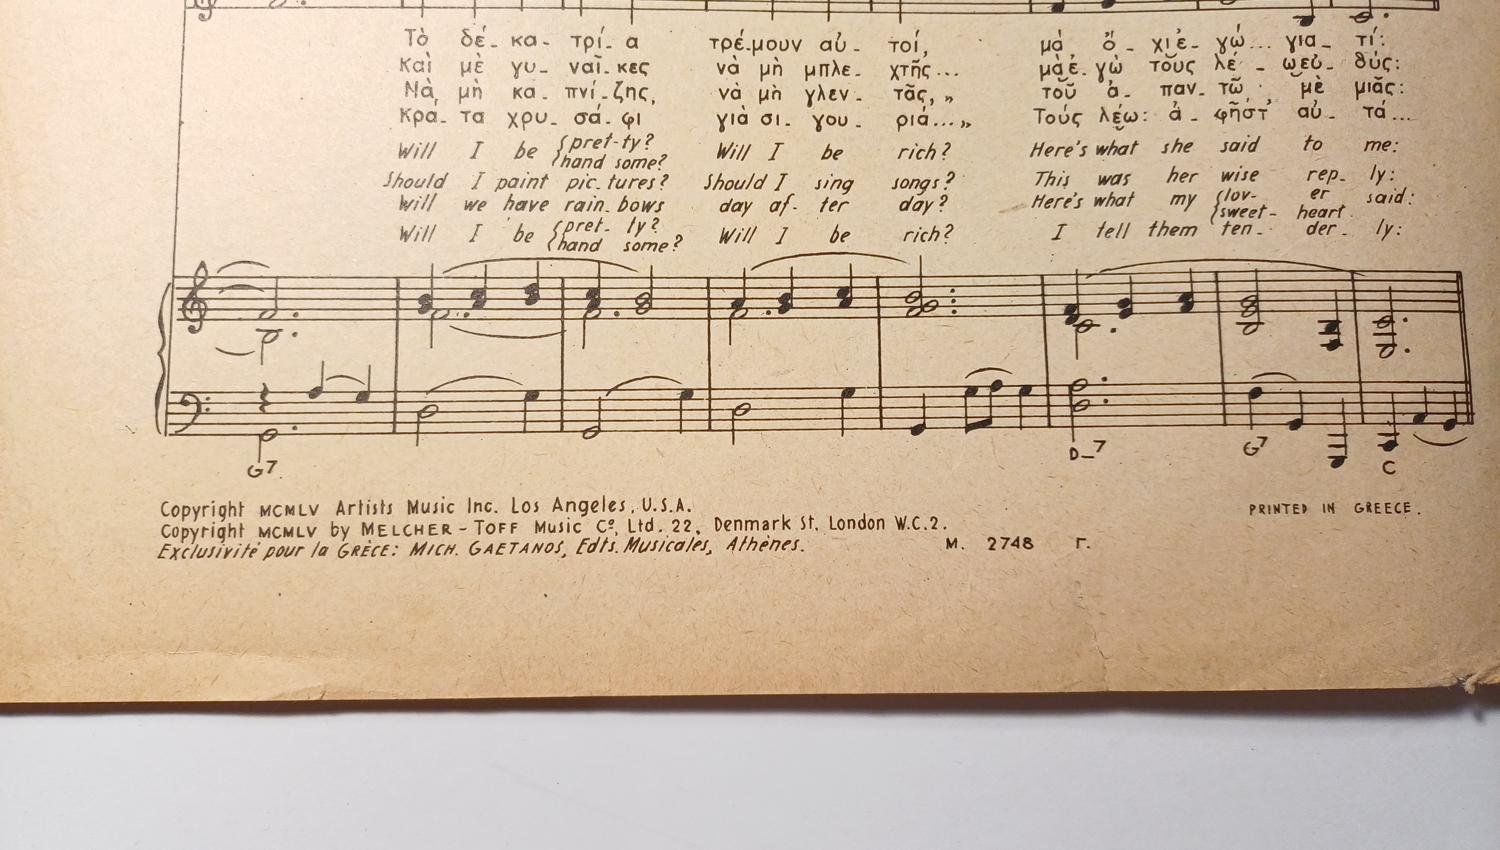 Τὸ δέ- κα- τρί- α τρέ-μουν αὐ- τοί, μά, ὄ- χι ἐ- γώ... για- τί:
Καὶ μὲ γυ- ναῖ-κες νὰ μὴ μπλε- χτῆς... μὰ ἐ-γὼ τοὺς λέ- ω εὐ- θύς:
Νὰ, μὴ κα- πνί-ζης, νὰ μὴ γλεν- τᾶς, „ τοῦ ἀ- παν- τῶ μὲ μιᾶς:
Κρα- τα χρυ- σά-φι γιὰ σι- γου- ριά...„ Τούς λέω: ἀ- φῆστ' αὐ- τά...
Will I be {pret-ty? Will I be rich? Here's what she said to me:
{hand some?
Should I paint pic-tures? Should I sing songs? This was her wise rep- ly:
Will we have rain-bows day af- ter day? Here's what my {lov- er said:
{sweet- heart
Will I be {pret- ty? Will I be rich? I tell them ten- der- ly:
{hand some?
G7 D_7 G7 C
Copyright MCMLV Artists Music Inc. Los Angeles, U.S.A.
PRINTED IN GREECE.
Copyright MCMLV by MELCHER-TOFF Music Cº, Ltd. 22, Denmark St, London W.C.2.
Exclusivité pour la GRÈCE: MICH. GAETANOS, Edts. Musicales, Athènes. M. 2748 Γ.